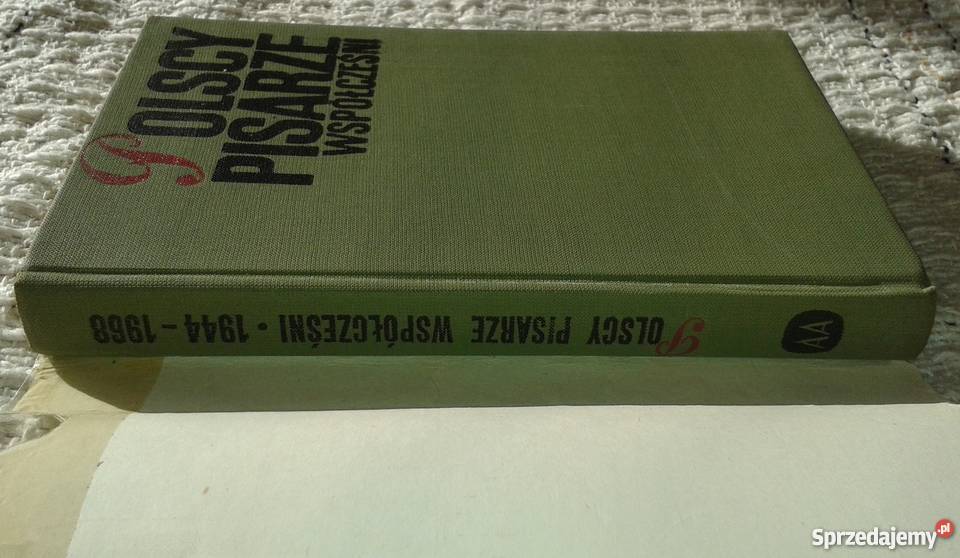 POLSCY
PISARZE
WSPÓŁCZEŚNI
POLSCY PISARZE WSPÓŁCZEŚNI • 1944 – 1968
Sprzedajemy.pl